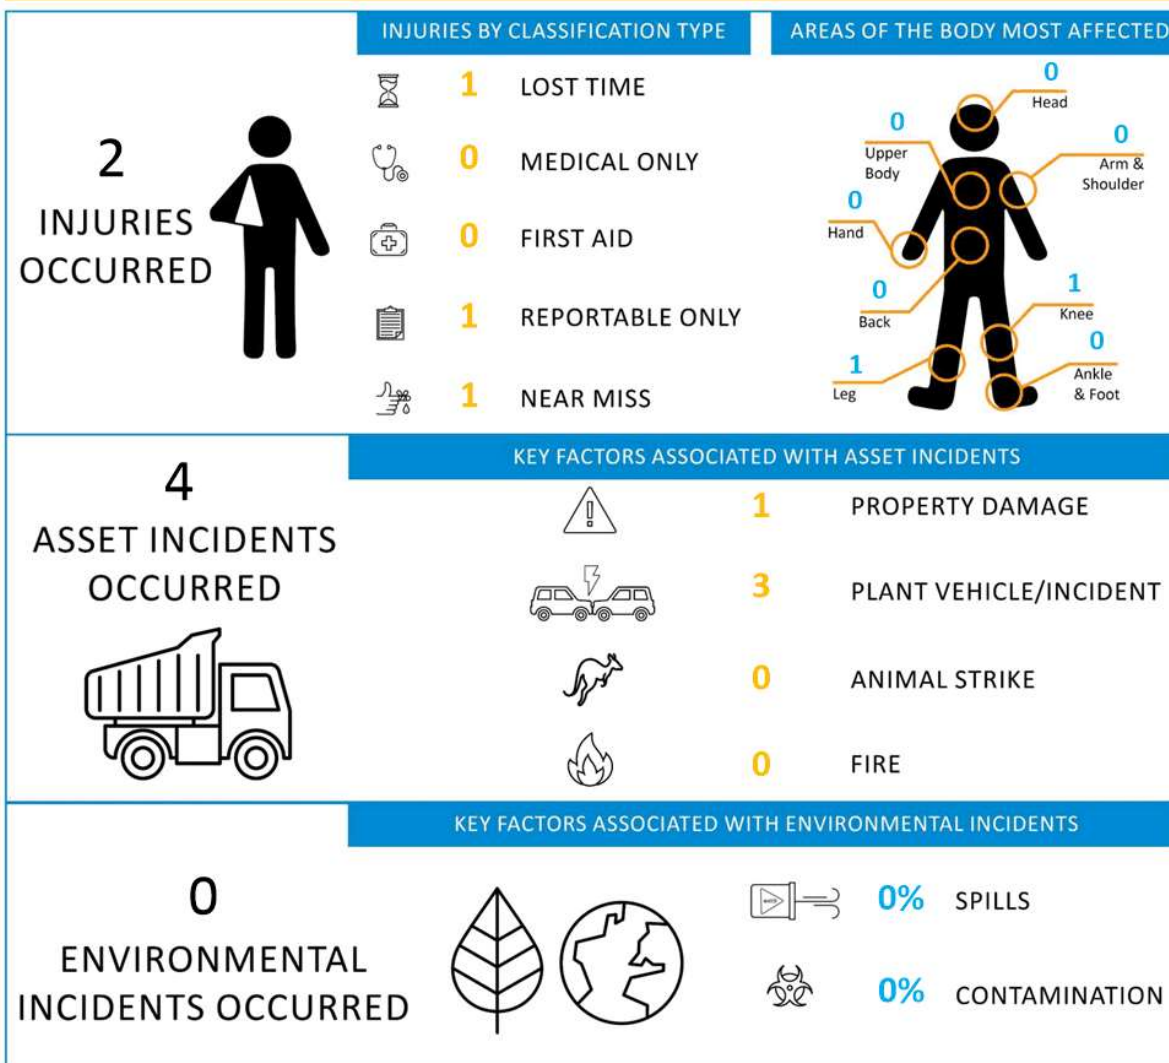 INJURIES BY CLASSIFICATION TYPE
AREAS OF THE BODY MOST AFFECTED
2
INJURIES
OCCURRED
1 LOST TIME
0 MEDICAL ONLY
0 FIRST AID
1 REPORTABLE ONLY
1 NEAR MISS
0
Head
0
Upper
Body
0
Arm &
Shoulder
0
Hand
0
Back
1
Knee
1
Leg
0
Ankle
& Foot
4
ASSET INCIDENTS
OCCURRED
KEY FACTORS ASSOCIATED WITH ASSET INCIDENTS
1 PROPERTY DAMAGE
3 PLANT VEHICLE/INCIDENT
0 ANIMAL STRIKE
0 FIRE
KEY FACTORS ASSOCIATED WITH ENVIRONMENTAL INCIDENTS
0
ENVIRONMENTAL
INCIDENTS OCCURRED
0% SPILLS
0% CONTAMINATION